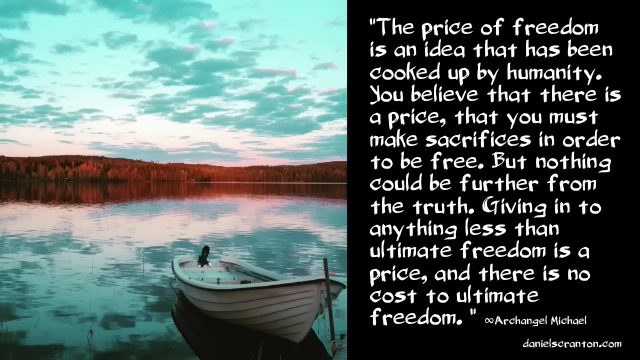 "The price of freedom
is an idea that has been
cooked up by humanity.
You believe that there is
a price, that you must
make sacrifices in order
to be free. But nothing
could be further from
the truth. Giving in to
anything less than
ultimate freedom is a
price, and there is no
cost to ultimate
freedom. " ∞Archangel Michael
danielscranton.com